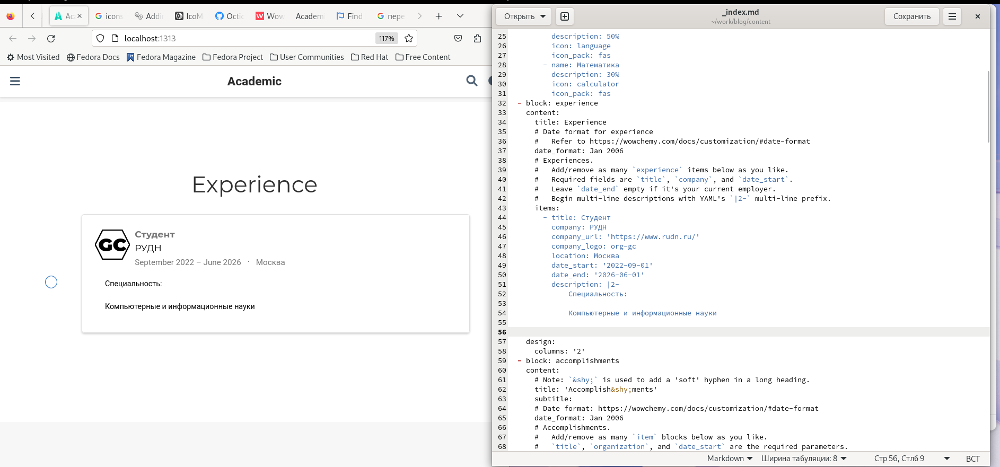 Aca
icons
Addi
IcoM
Octic
Wow
Academ
Find
пере
localhost:1313
117%
Most Visited
Fedora Docs
Fedora Magazine
Fedora Project
User Communities
Red Hat
Free Content
Academic
Experience
GC
Студент
РУДН
September 2022 – June 2026 · Москва
Специальность:
Компьютерные и информационные науки
Открыть
_index.md
~/work/blog/content
Сохранить
25 description: 50%
26 icon: language
27 icon_pack: fas
28 - name: Математика
29 description: 30%
30 icon: calculator
31 icon_pack: fas
32 - block: experience
33 content:
34 title: Experience
35 # Date format for experience
36 # Refer to https://wowchemy.com/docs/customization/#date-format
37 date_format: Jan 2006
38 # Experiences.
39 # Add/remove as many `experience` items below as you like.
40 # Required fields are `title`, `company`, and `date_start`.
41 # Leave `date_end` empty if it's your current employer.
42 # Begin multi-line descriptions with YAML's `|2-` multi-line prefix.
43 items:
44 - title: Студент
45 company: РУДН
46 company_url: 'https://www.rudn.ru/'
47 company_logo: org-gc
48 location: Москва
49 date_start: '2022-09-01'
50 date_end: '2026-06-01'
51 description: |2-
52 Специальность:
53
54 Компьютерные и информационные науки
55
56
57 design:
58 columns: '2'
59 - block: accomplishments
60 content:
61 # Note: `&shy;` is used to add a 'soft' hyphen in a long heading.
62 title: 'Accomplish&shy;ments'
63 subtitle:
64 # Date format: https://wowchemy.com/docs/customization/#date-format
65 date_format: Jan 2006
66 # Accomplishments.
67 # Add/remove as many `item` blocks below as you like.
68 # `title`, `organization`, and `date_start` are the required parameters.
Markdown
Ширина табуляции: 8
Стр 56, Стлб 9
ВСТ